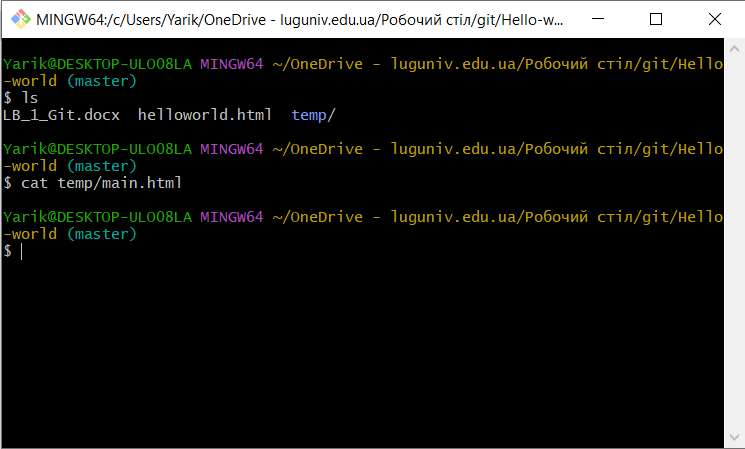 MINGW64:/c/Users/Yarik/OneDrive - luguniv.edu.ua/Робочий стіл/git/Hello-w...
Yarik@DESKTOP-ULOO8LA MINGW64 ~/OneDrive - luguniv.edu.ua/Робочий стіл/git/Hello
-world (master)
$ ls
LB_1_Git.docx  helloworld.html  temp/
Yarik@DESKTOP-ULOO8LA MINGW64 ~/OneDrive - luguniv.edu.ua/Робочий стіл/git/Hello
-world (master)
$ cat temp/main.html
Yarik@DESKTOP-ULOO8LA MINGW64 ~/OneDrive - luguniv.edu.ua/Робочий стіл/git/Hello
-world (master)
$